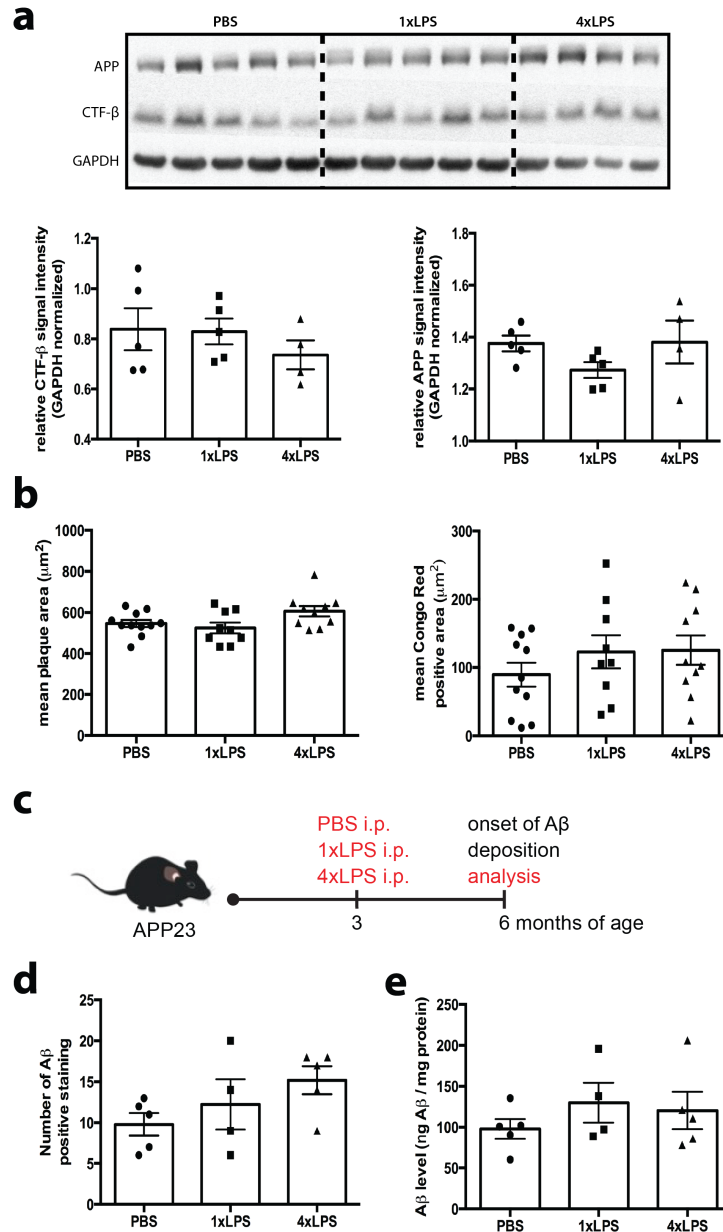 a
PBS 1xLPS 4xLPS
APP
CTF-β
GAPDH
relative CTF-β signal intensity
(GAPDH normalized)
1.2
1.0
0.8
0.6
0.4
PBS 1xLPS 4xLPS
relative APP signal intensity
(GAPDH normalized)
1.8
1.6
1.4
1.2
1.0
PBS 1xLPS 4xLPS
b
mean plaque area (μm²)
1000
800
600
400
200
0
PBS 1xLPS 4xLPS
mean Congo Red
positive area (μm²)
300
200
100
0
PBS 1xLPS 4xLPS
c
PBS i.p. onset of Aβ
1xLPS i.p. deposition
4xLPS i.p. analysis
APP23
3 6 months of age
d
Number of Aβ
positive staining
25
20
15
10
5
0
PBS 1xLPS 4xLPS
e
Aβ level (ng Aβ / mg protein)
250
200
150
100
50
0
PBS 1xLPS 4xLPS